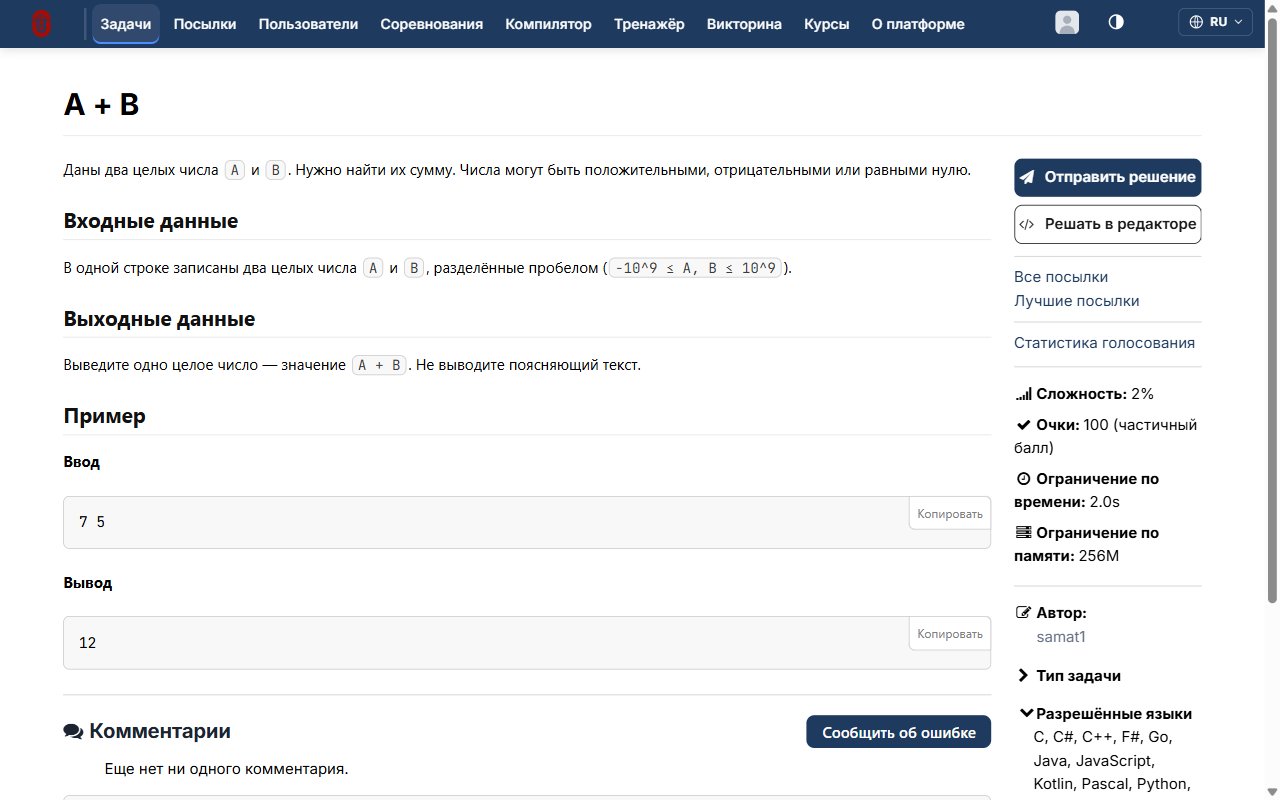 Задачи Посылки Пользователи Соревнования Компилятор Тренажёр Викторина Курсы О платформе RU
A + B
Даны два целых числа A и B. Нужно найти их сумму. Числа могут быть положительными, отрицательными или равными нулю.
Входные данные
В одной строке записаны два целых числа A и B, разделённые пробелом (-10^9 ≤ A, B ≤ 10^9).
Выходные данные
Выведите одно целое число — значение A + B. Не выводите поясняющий текст.
Пример
Ввод
Копировать
7 5
Вывод
Копировать
12
Комментарии
Сообщить об ошибке
Еще нет ни одного комментария.
Отправить решение
</> Решать в редакторе
Все посылки
Лучшие посылки
Статистика голосования
Сложность: 2%
Очки: 100 (частичный
балл)
Ограничение по
времени: 2.0s
Ограничение по
памяти: 256M
Автор:
samat1
Тип задачи
Разрешённые языки
C, C#, C++, F#, Go,
Java, JavaScript,
Kotlin, Pascal, Python,